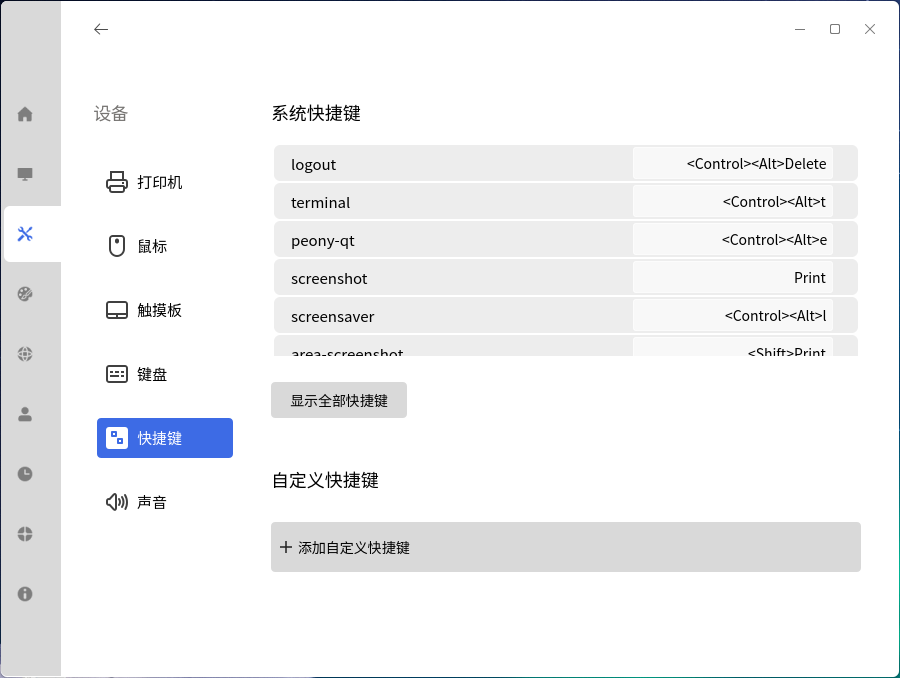 设备
打印机
鼠标
触摸板
键盘
快捷键
声音
系统快捷键
logout <Control><Alt>Delete
terminal <Control><Alt>t
peony-qt <Control><Alt>e
screenshot Print
screensaver <Control><Alt>l
area-screenshot <Shift>Print
显示全部快捷键
自定义快捷键
添加自定义快捷键